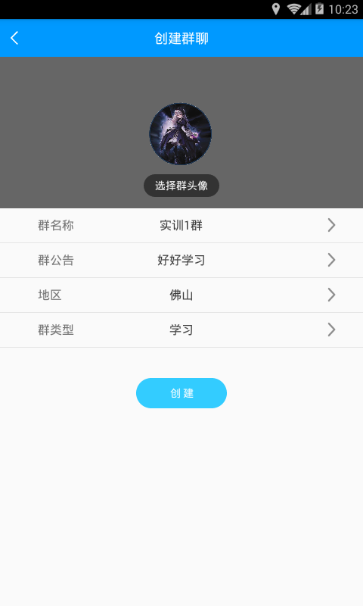 10:23
创建群聊
选择群头像
群名称 实训1群
群公告 好好学习
地区 佛山
群类型 学习
创建